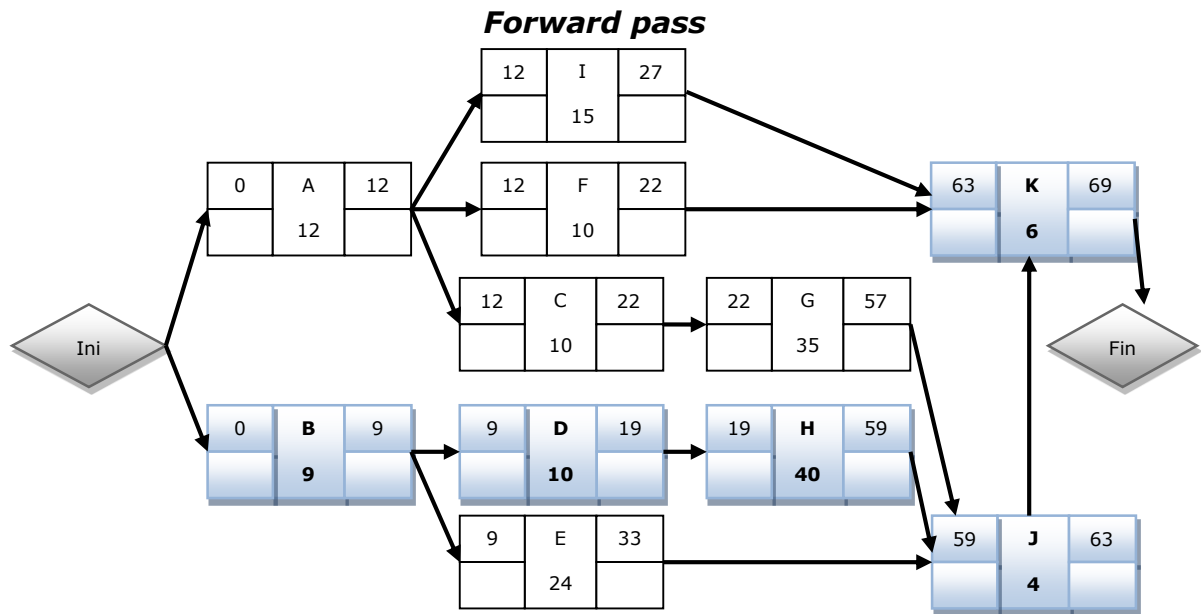 Forward pass
12 I 27
15
0 A 12
12
12 F 22
10
63 K 69
6
12 C 22
10
22 G 57
35
Ini
Fin
0 B 9
9
9 D 19
10
19 H 59
40
9 E 33
24
59 J 63
4